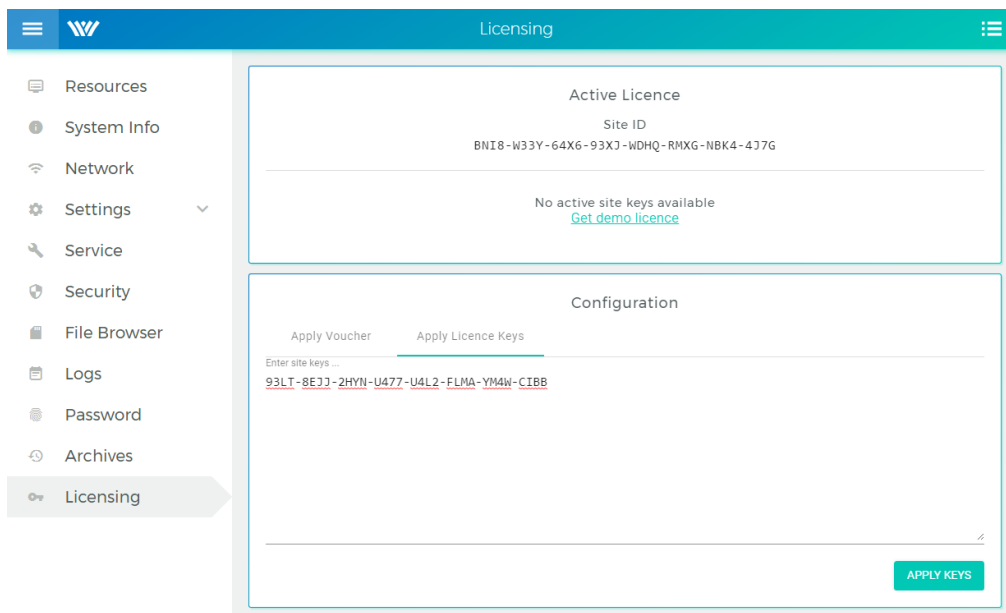 Licensing
Resources
System Info
Network
Settings
Service
Security
File Browser
Logs
Password
Archives
Licensing
Active Licence
Site ID
BNI8-W33Y-64X6-93XJ-WDHQ-RMXG-NBK4-4J7G
No active site keys available
Get demo licence
Configuration
Apply Voucher Apply Licence Keys
Enter site keys ...
93LT-8EJJ-2HYN-U477-U4L2-FLMA-YM4W-CIBB
APPLY KEYS